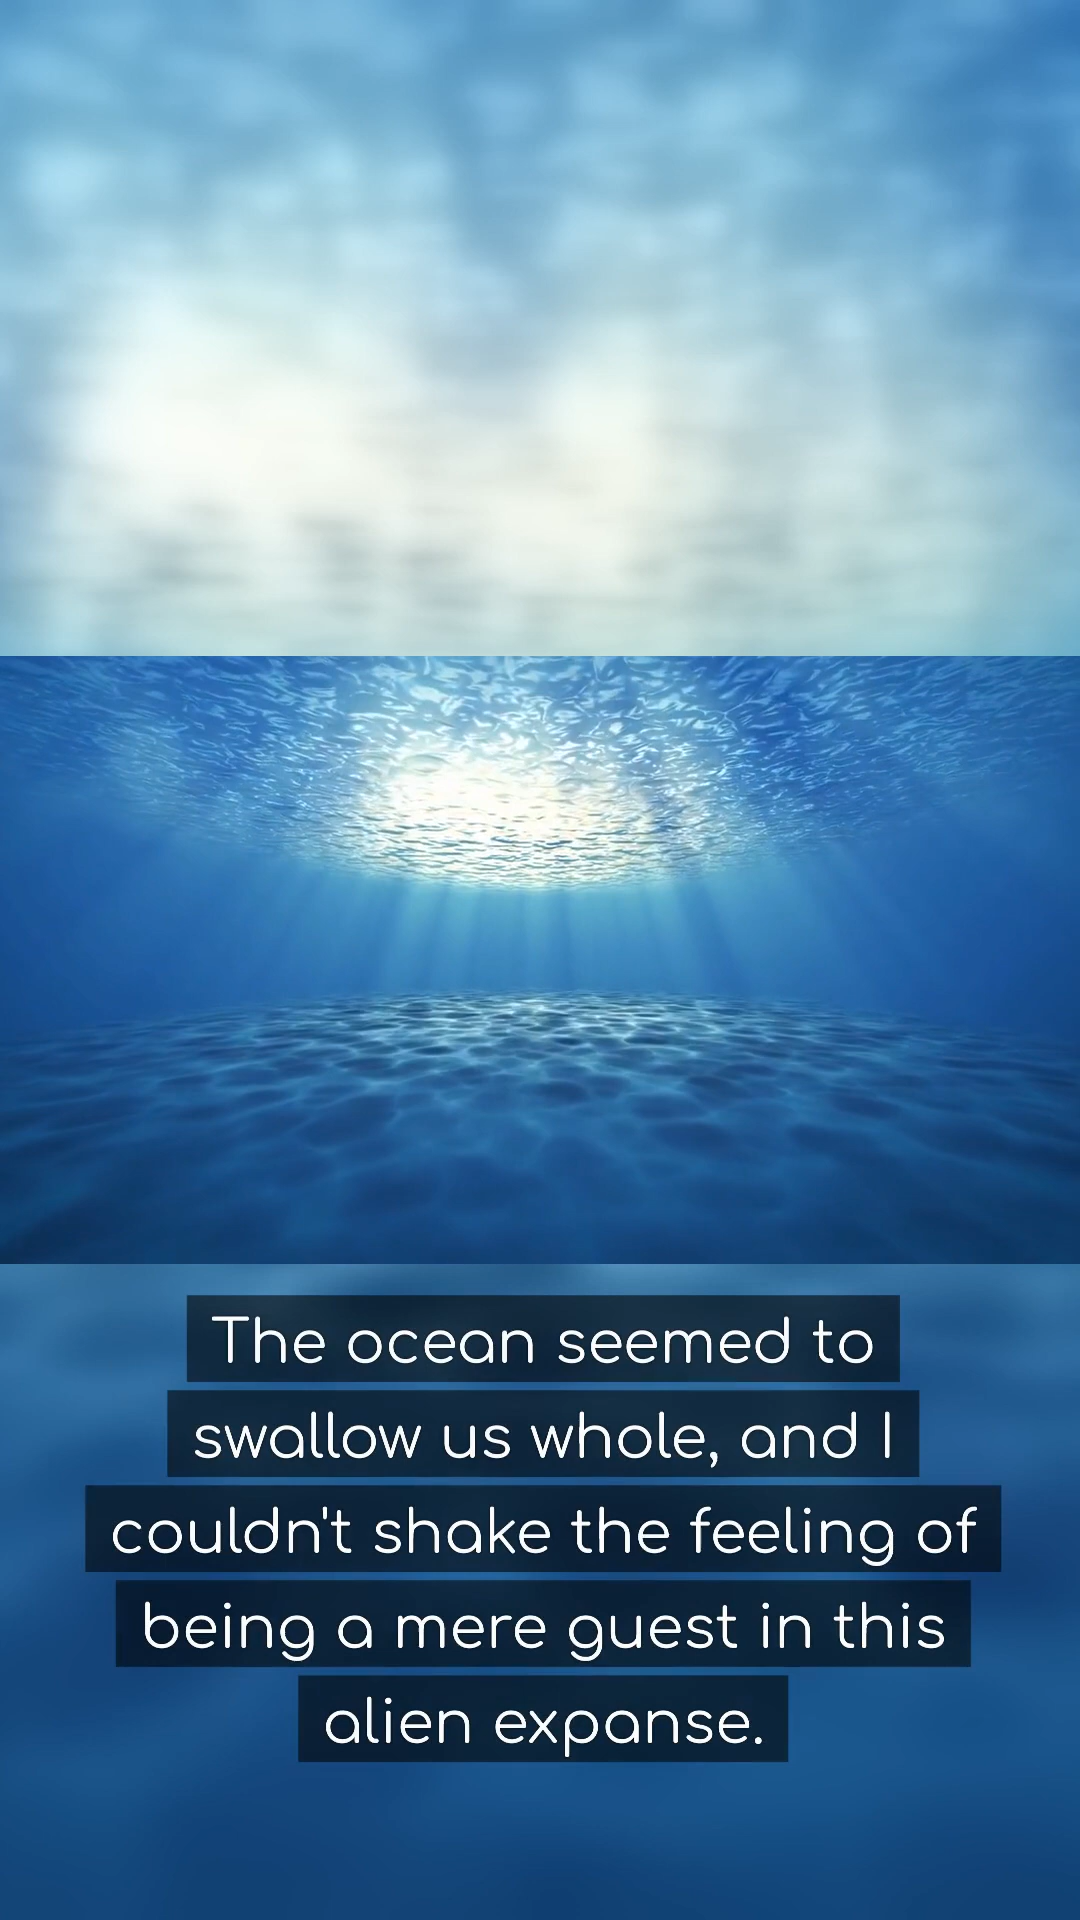 The ocean seemed to
swallow us whole, and I
couldn't shake the feeling of
being a mere guest in this
alien expanse.